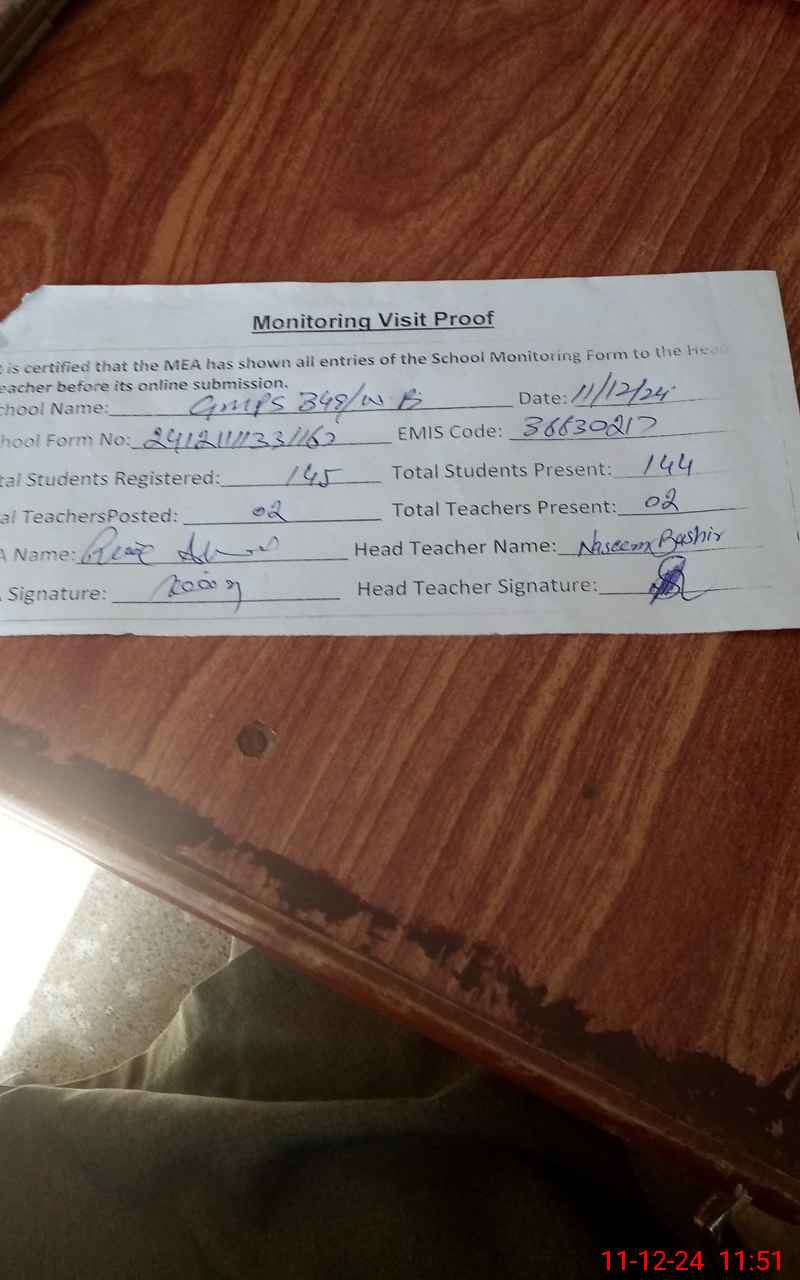 Monitoring Visit Proof
t is certified that the MEA has shown all entries of the School Monitoring Form to the Head
eacher before its online submission.
chool Name: GMPS 348/W.B Date: 11/12/24
hool Form No: EMIS Code: 36630217
tal Students Registered: 145 Total Students Present: 144
al TeachersPosted: 02 Total Teachers Present: 02
A Name: Head Teacher Name: Naseem Bashir
Signature: Head Teacher Signature:
11-12-24 11:51